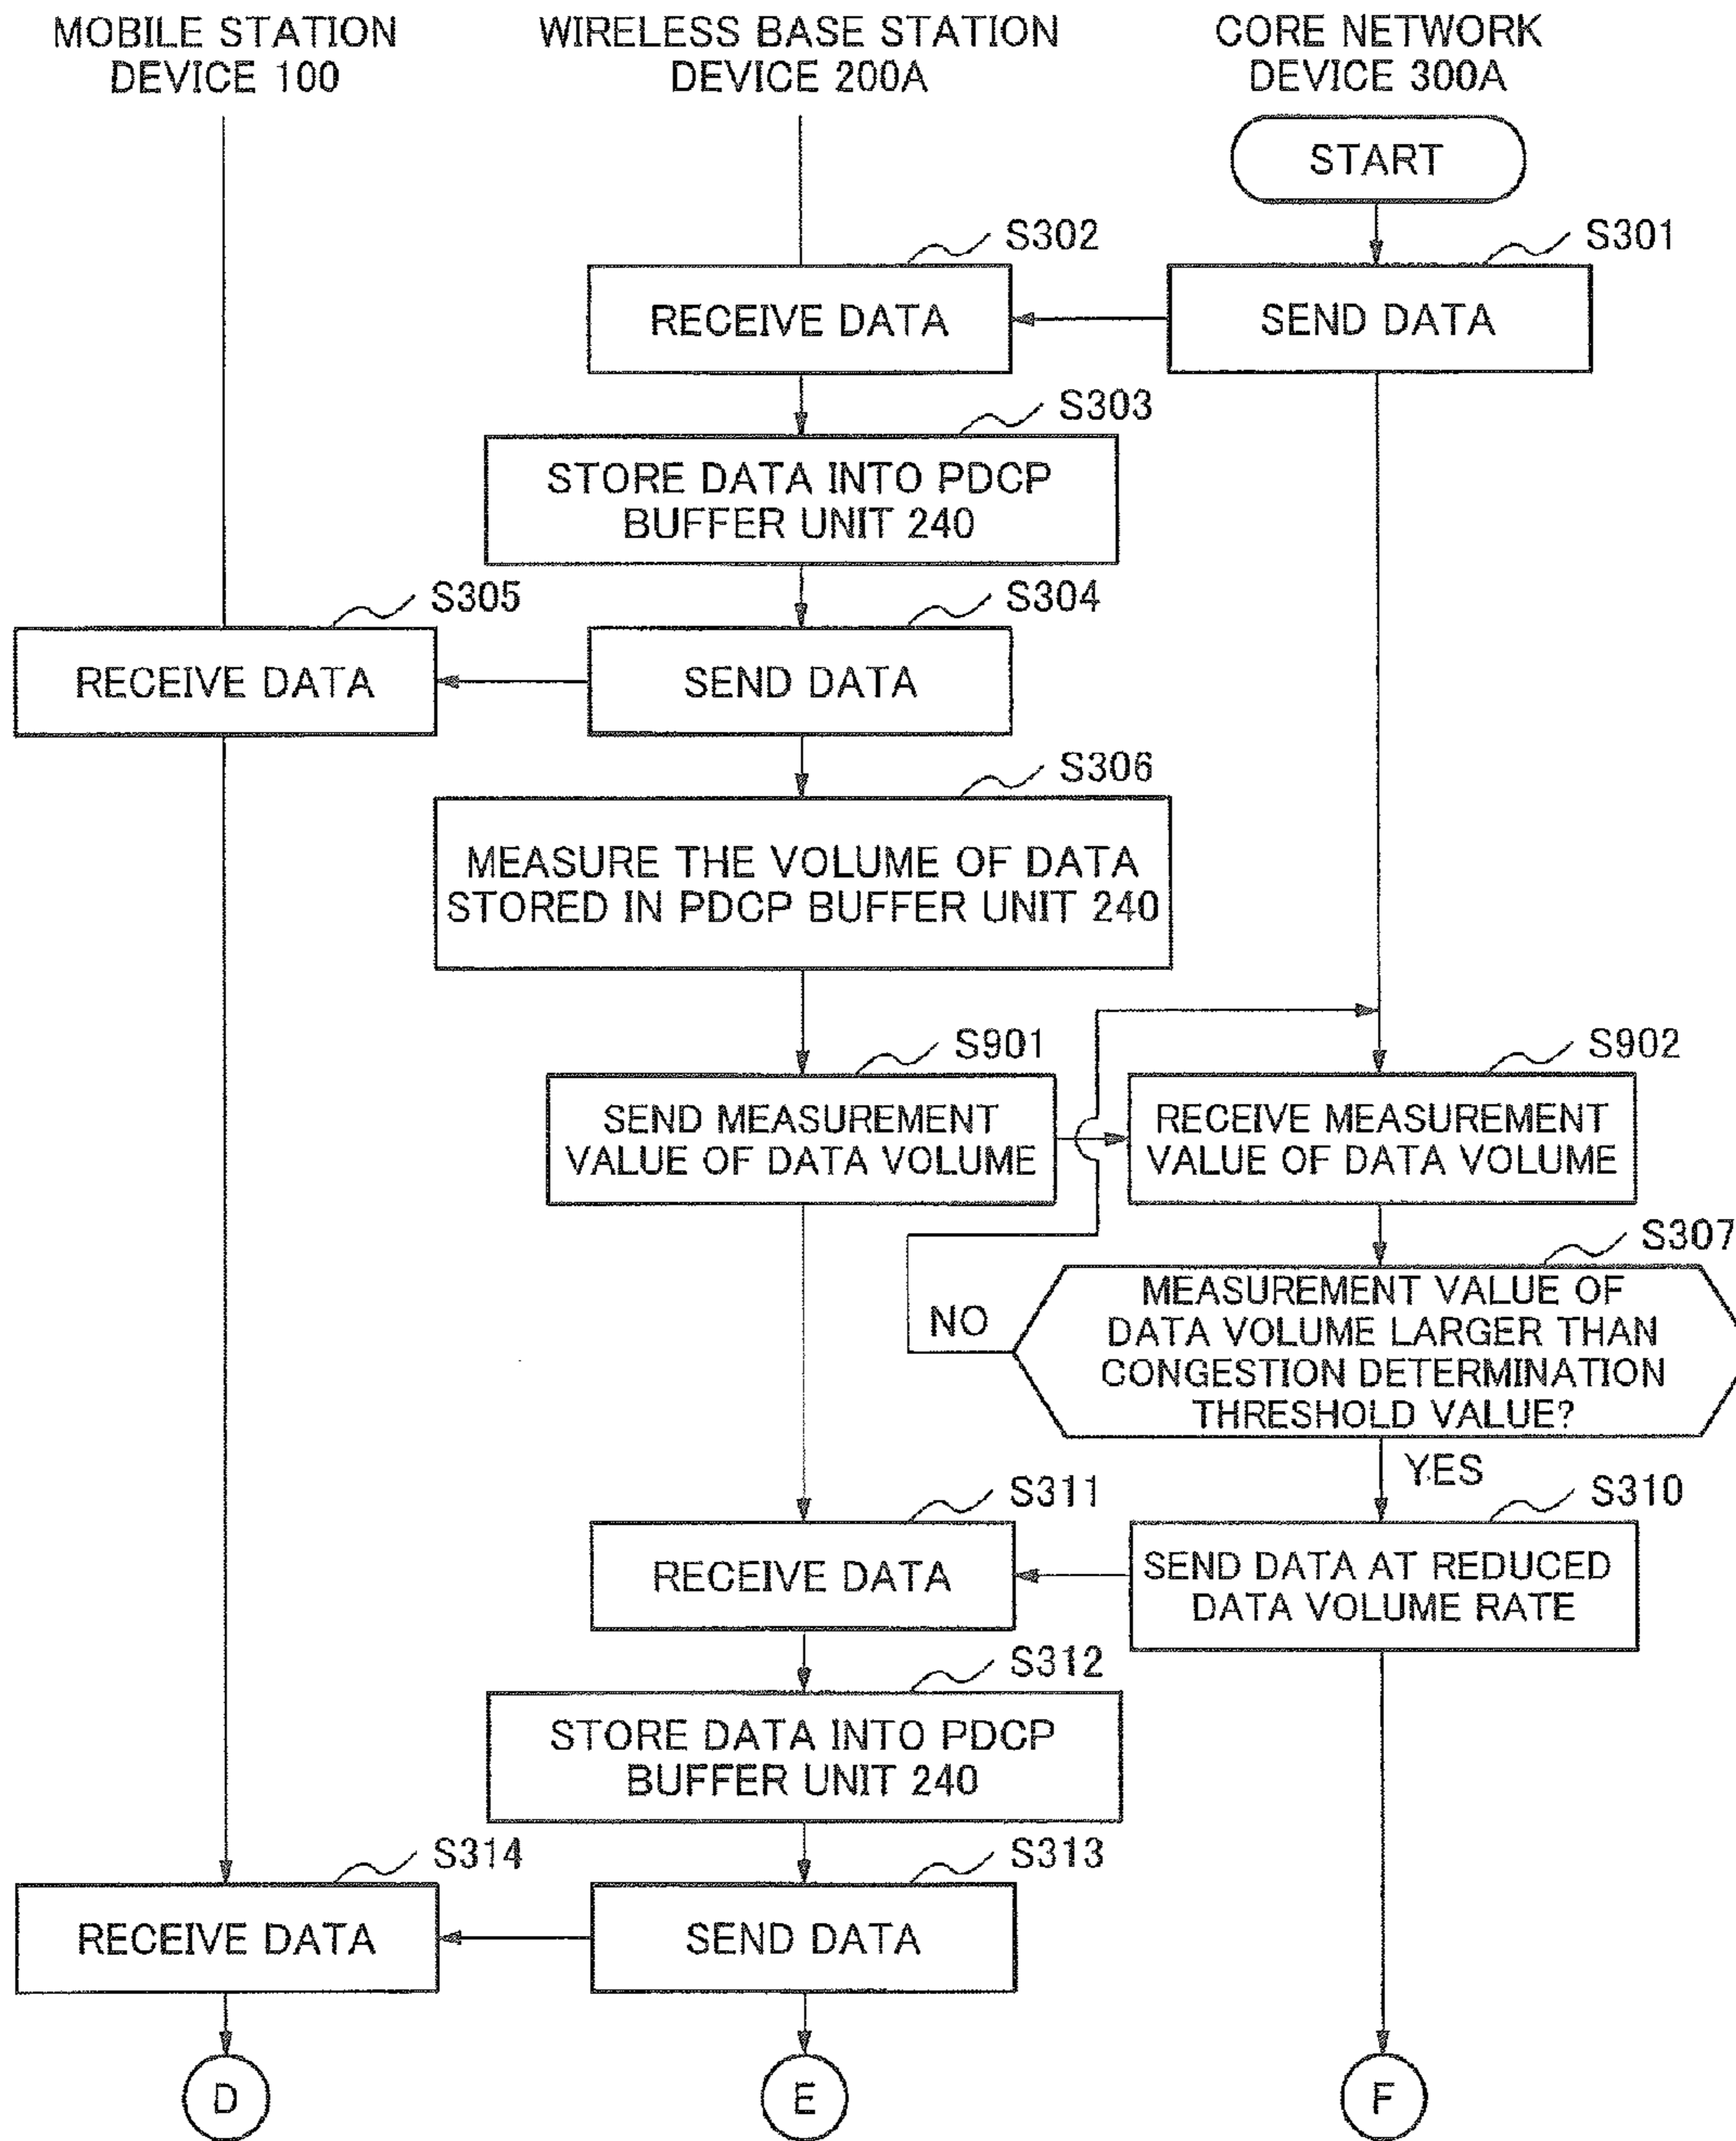 MOBILE STATION
DEVICE 100
WIRELESS BASE STATION
DEVICE 200A
CORE NETWORK
DEVICE 300A
START
S302
S301
RECEIVE DATA
SEND DATA
S303
STORE DATA INTO PDCP
BUFFER UNIT 240
S305
S304
RECEIVE DATA
SEND DATA
S306
MEASURE THE VOLUME OF DATA
STORED IN PDCP BUFFER UNIT 240
S901
S902
SEND MEASUREMENT
VALUE OF DATA VOLUME
RECEIVE MEASUREMENT
VALUE OF DATA VOLUME
S307
NO
MEASUREMENT VALUE OF
DATA VOLUME LARGER THAN
CONGESTION DETERMINATION
THRESHOLD VALUE?
YES
S311
S310
RECEIVE DATA
SEND DATA AT REDUCED
DATA VOLUME RATE
S312
STORE DATA INTO PDCP
BUFFER UNIT 240
S314
S313
RECEIVE DATA
SEND DATA
D
E
F